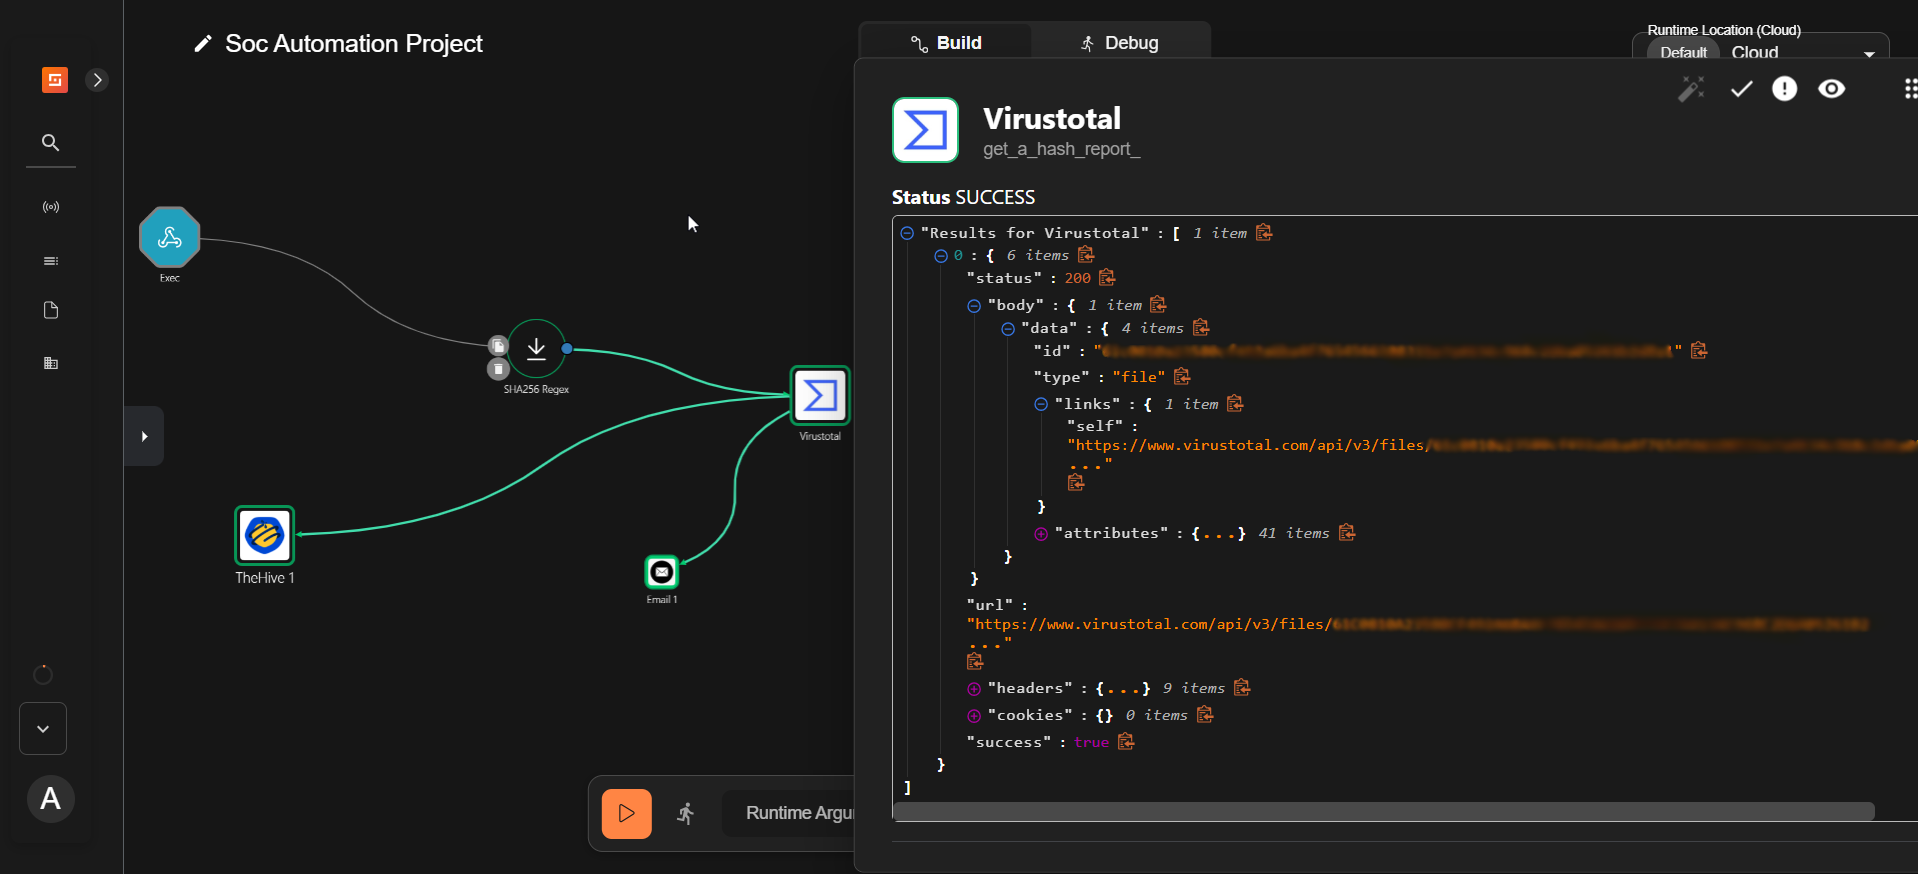 Soc Automation Project
Build
Debug
Runtime Location (Cloud)
Default
Cloud
Virustotal
get_a_hash_report_
Status SUCCESS
"Results for Virustotal" : [ 1 item
0 : { 6 items
"status" : 200
"body" : { 1 item
"data" : { 4 items
"id" : "
"
"type" : "file"
"links" : { 1 item
"self" :
"https://www.virustotal.com/api/v3/files/
..."
}
"attributes" : {...} 41 items
}
}
"url" :
"https://www.virustotal.com/api/v3/files/
..."
"headers" : {...} 9 items
"cookies" : {} 0 items
"success" : true
}
]
Exec
SHA256 Regex
Virustotal
TheHive 1
Email 1
A
Runtime Argu